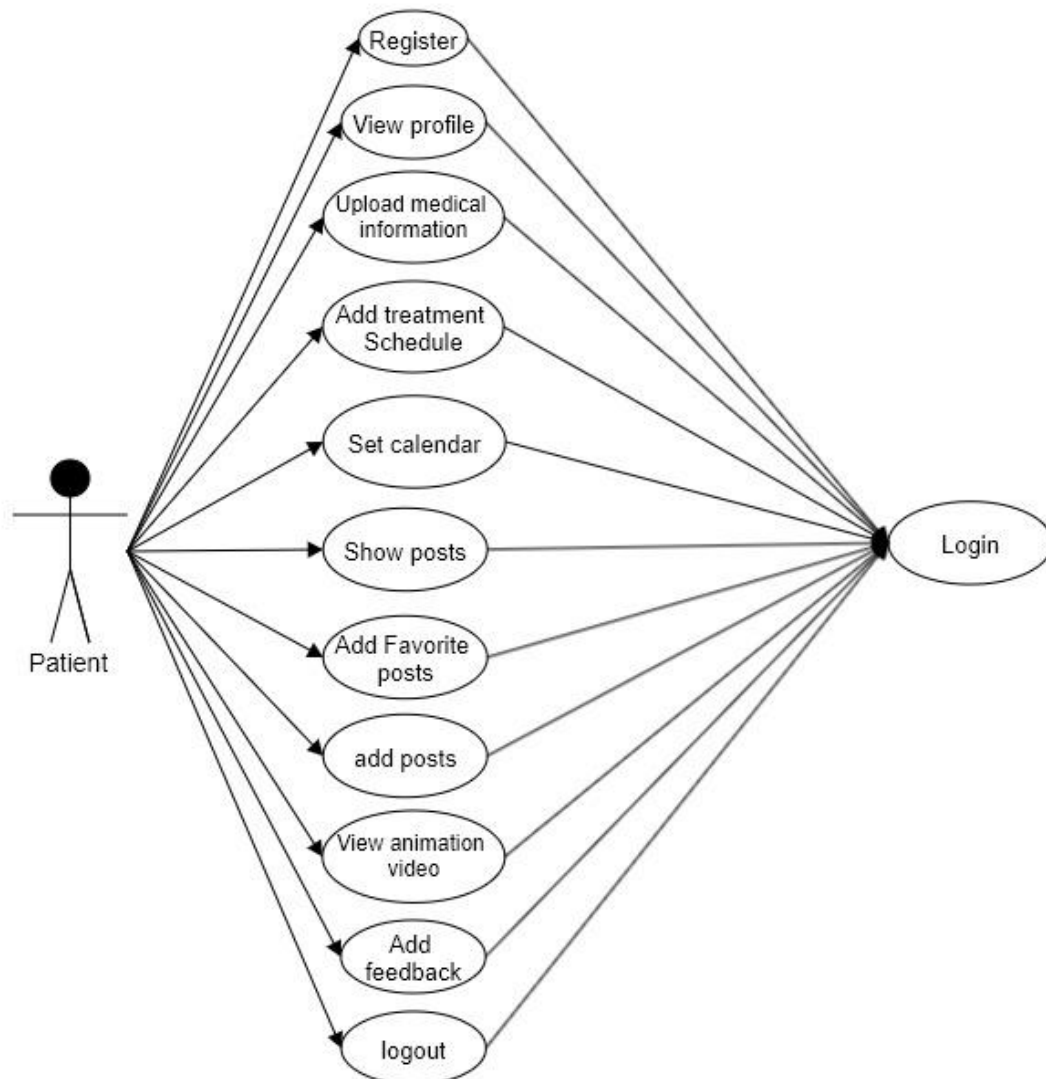 Register
View profile
Upload medical
information
Add treatment
Schedule
Set calendar
Show posts
Login
Patient
Add Favorite
posts
add posts
View animation
video
Add
feedback
logout